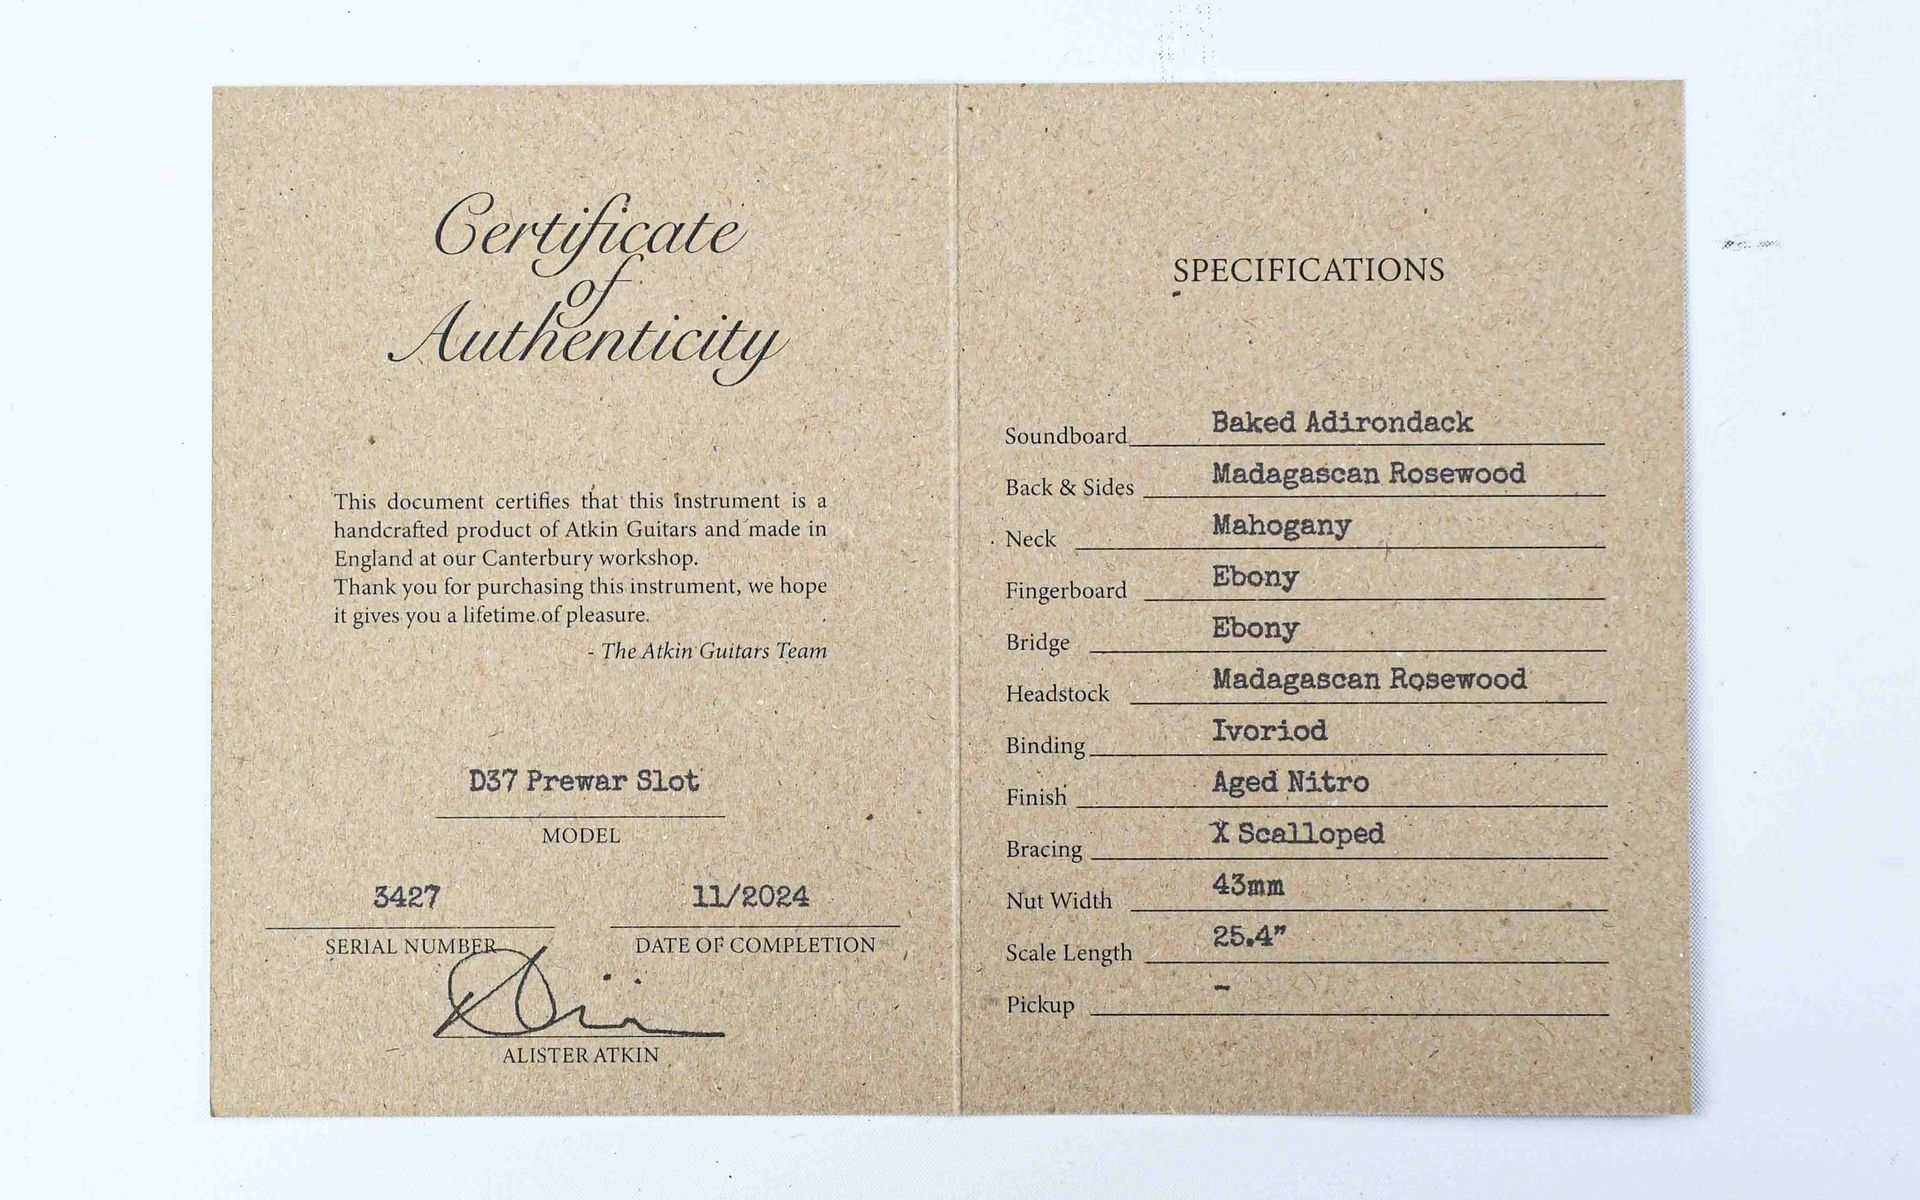 Certificate
of
Authenticity
This document certifies that this instrument is a
handcrafted product of Atkin Guitars and made in
England at our Canterbury workshop.
Thank you for purchasing this instrument, we hope
it gives you a lifetime of pleasure.
- The Atkin Guitars Team
D37 Prewar Slot
MODEL
3427
SERIAL NUMBER
11/2024
DATE OF COMPLETION
ALISTER ATKIN
SPECIFICATIONS
Soundboard Baked Adirondack
Back & Sides Madagascan Rosewood
Neck Mahogany
Fingerboard Ebony
Bridge Ebony
Headstock Madagascan Rosewood
Binding Ivoriod
Finish Aged Nitro
Bracing X Scalloped
Nut Width 43mm
Scale Length 25.4"
Pickup -